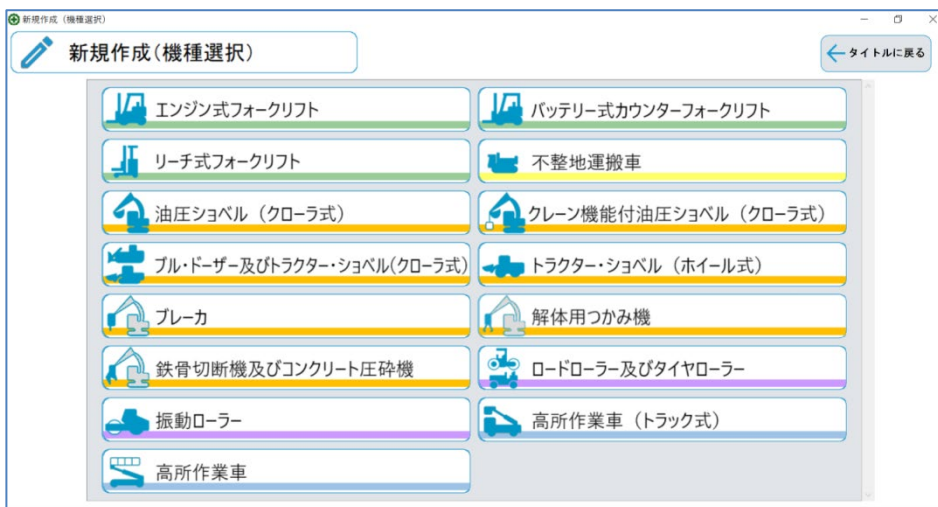 新規作成（機種選択）
新規作成(機種選択)
タイトルに戻る
エンジン式フォークリフト
バッテリー式カウンターフォークリフト
リーチ式フォークリフト
不整地運搬車
油圧ショベル（クローラ式）
クレーン機能付油圧ショベル（クローラ式）
ブル・ドーザー及びトラクター・ショベル(クローラ式)
トラクター・ショベル（ホイール式）
ブレーカ
解体用つかみ機
鉄骨切断機及びコンクリート圧砕機
ロードローラー及びタイヤローラー
振動ローラー
高所作業車（トラック式）
高所作業車